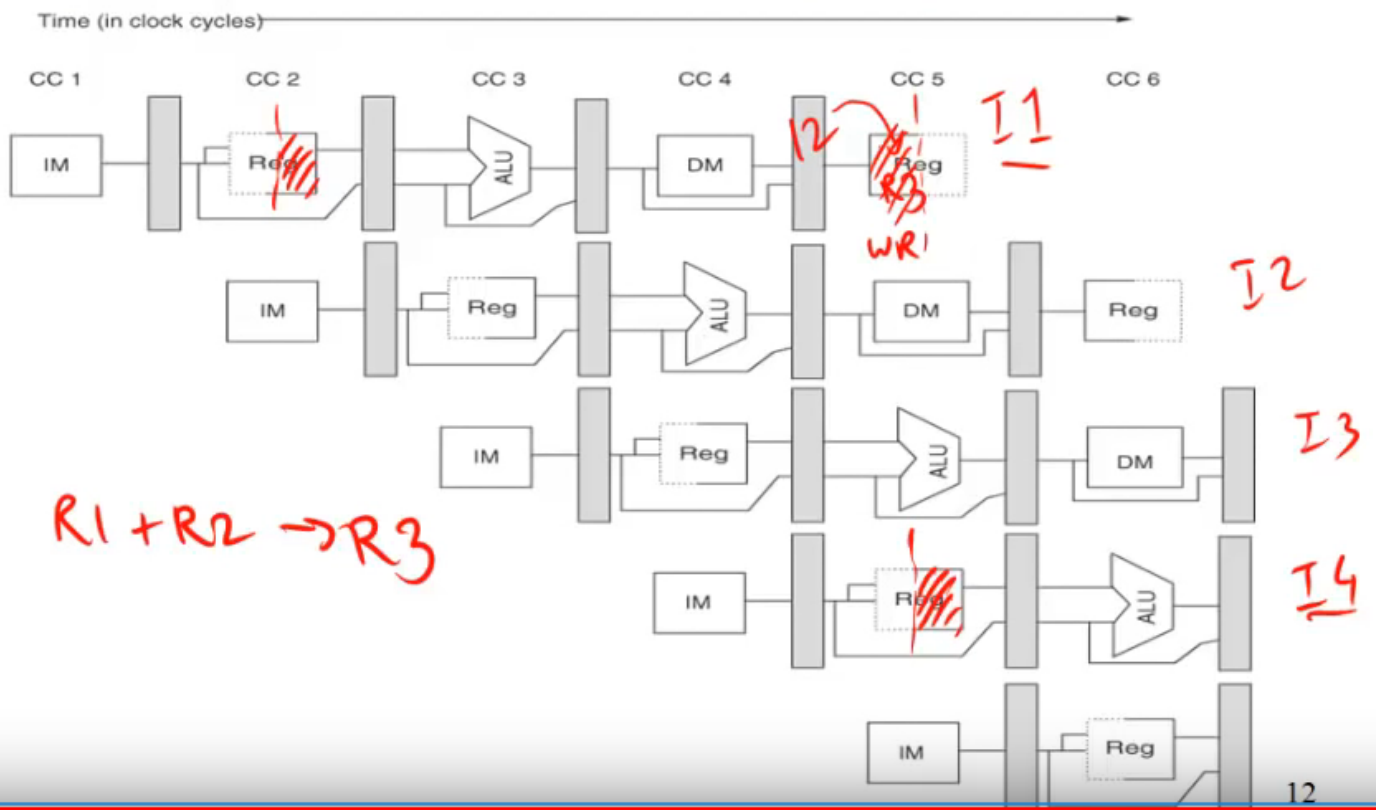 Time (in clock cycles)
CC 1 CC 2 CC 3 CC 4 CC 5 CC 6
IM Reg ALU DM 12 Reg I1
R3
WR
IM Reg ALU DM Reg I2
IM Reg ALU DM I3
R1 + R2 → R3
IM Reg ALU I4
IM Reg
12